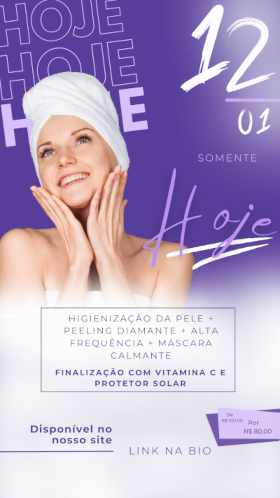 HOJE
HOJE
HOJE
12
01
SOMENTE
Hoje
HIGIENIZAÇÃO DA PELE +
PEELING DIAMANTE + ALTA
FREQUÊNCIA + MÁSCARA
CALMANTE
FINALIZAÇÃO COM VITAMINA C E
PROTETOR SOLAR
De
Por
R$ 80,00
Disponível no
nosso site
LINK NA BIO